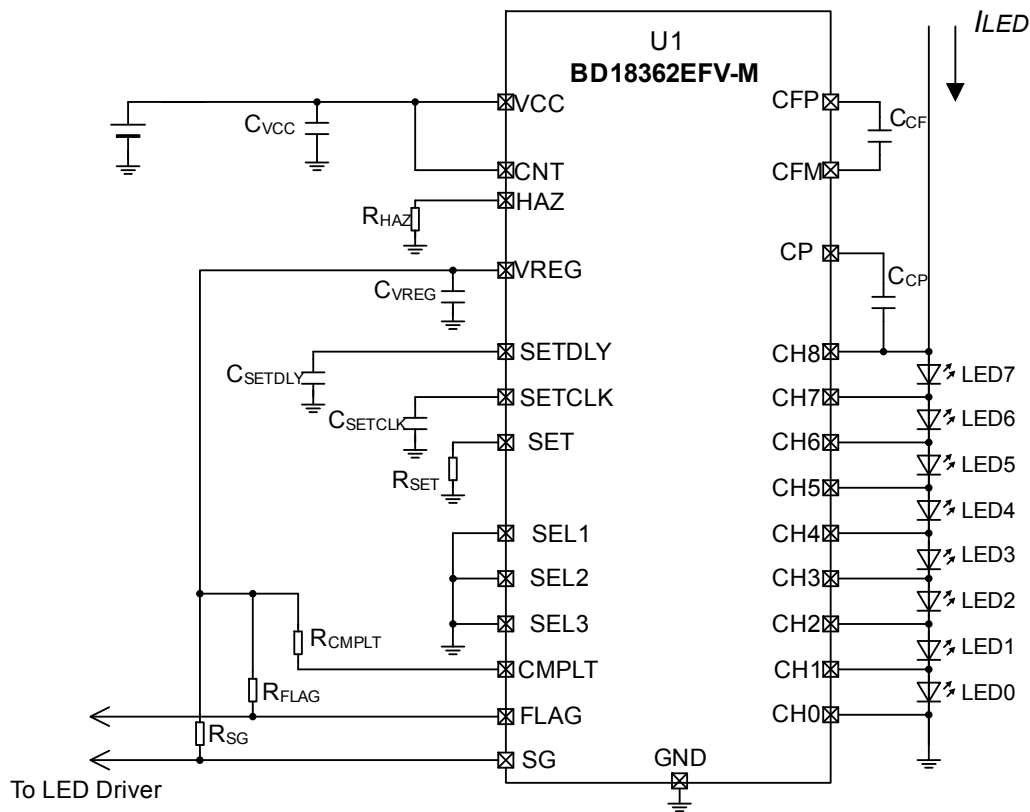 ILED
U1
BD18362EFV-M
VCC
CFP
CVCC
CCF
CNT
CFM
HAZ
RHAZ
CP
VREG
CVREG
CCP
SETDLY
CH8
CSETDLY
LED7
SETCLK
CH7
CSETCLK
LED6
SET
CH6
RSET
LED5
CH5
LED4
SEL1
CH4
LED3
SEL2
CH3
LED2
SEL3
CH2
RCMPLT
LED1
CMPLT
CH1
RFLAG
LED0
FLAG
CH0
RSG
SG
GND
To LED Driver